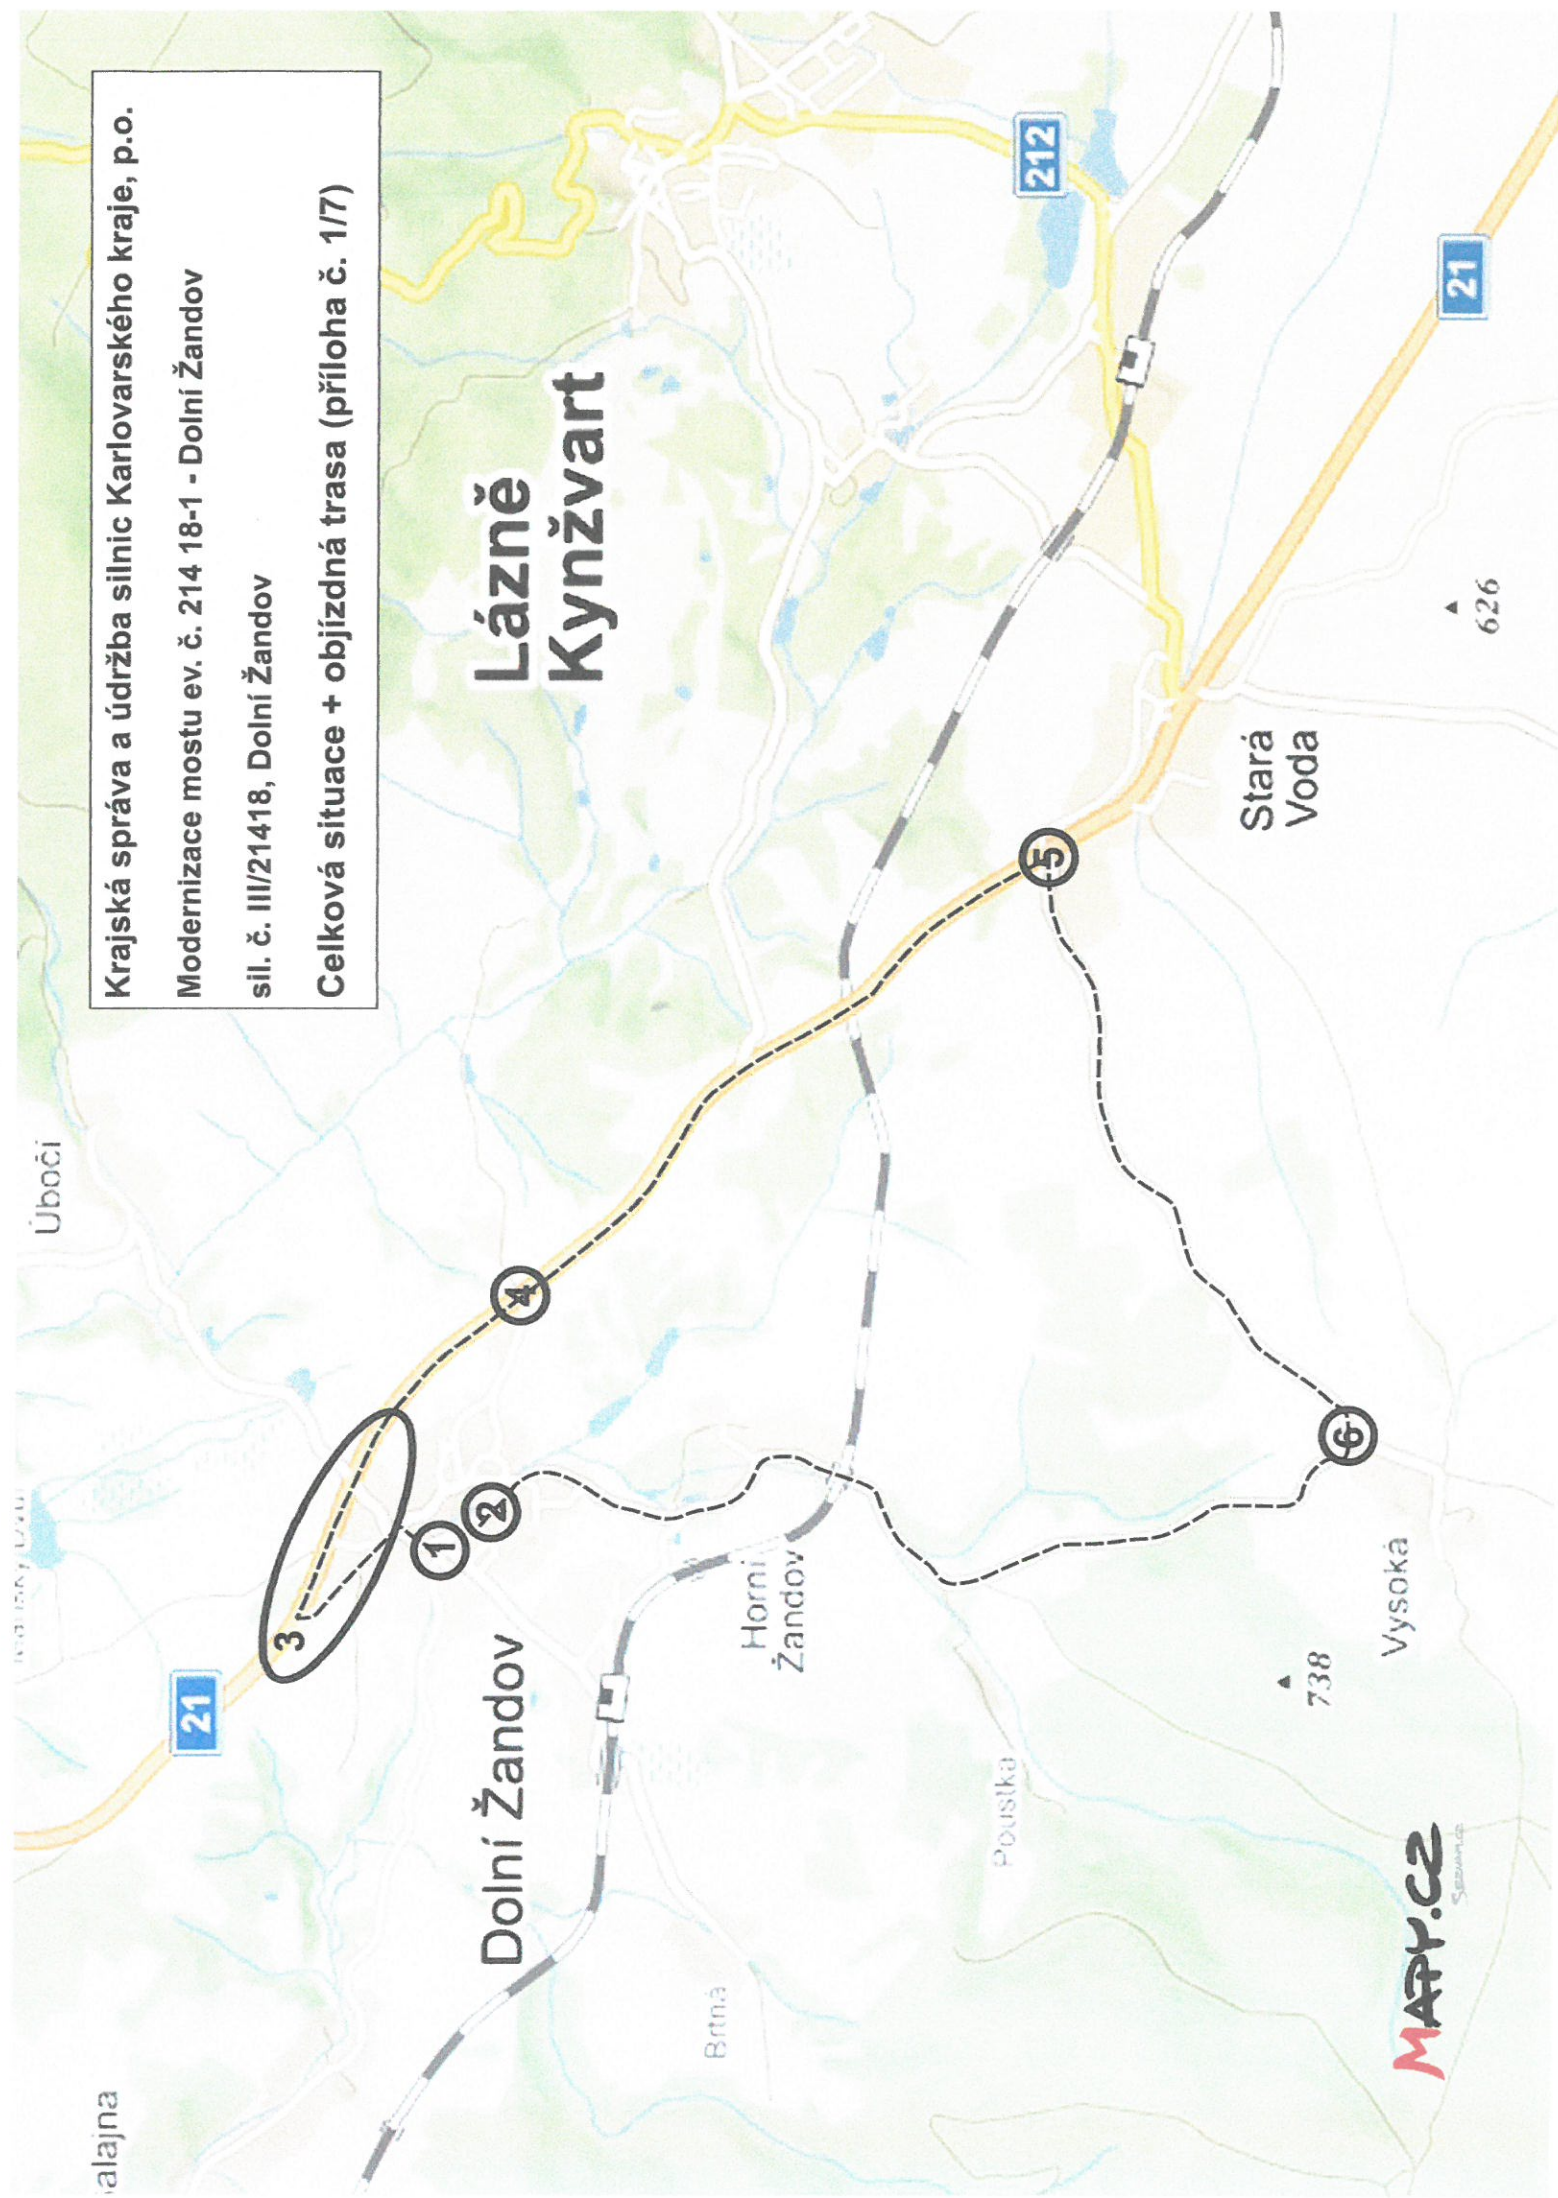 Krajská správa a údržba silnic Karlovarského kraje, p.o.
Modernizace mostu ev. č. 214 18-1 - Dolní Žandov
sil. č. III/21418, Dolní Žandov
Celková situace + objízdná trasa (příloha č. 1/7)
Úbočí
21
3
1
2
4
5
6
Dolní Žandov
Lázně
Kynžvart
212
21
Horní
Žandov
Stará
Voda
Brtná
Poustka
738
Vysoká
626
MAPY.CZ